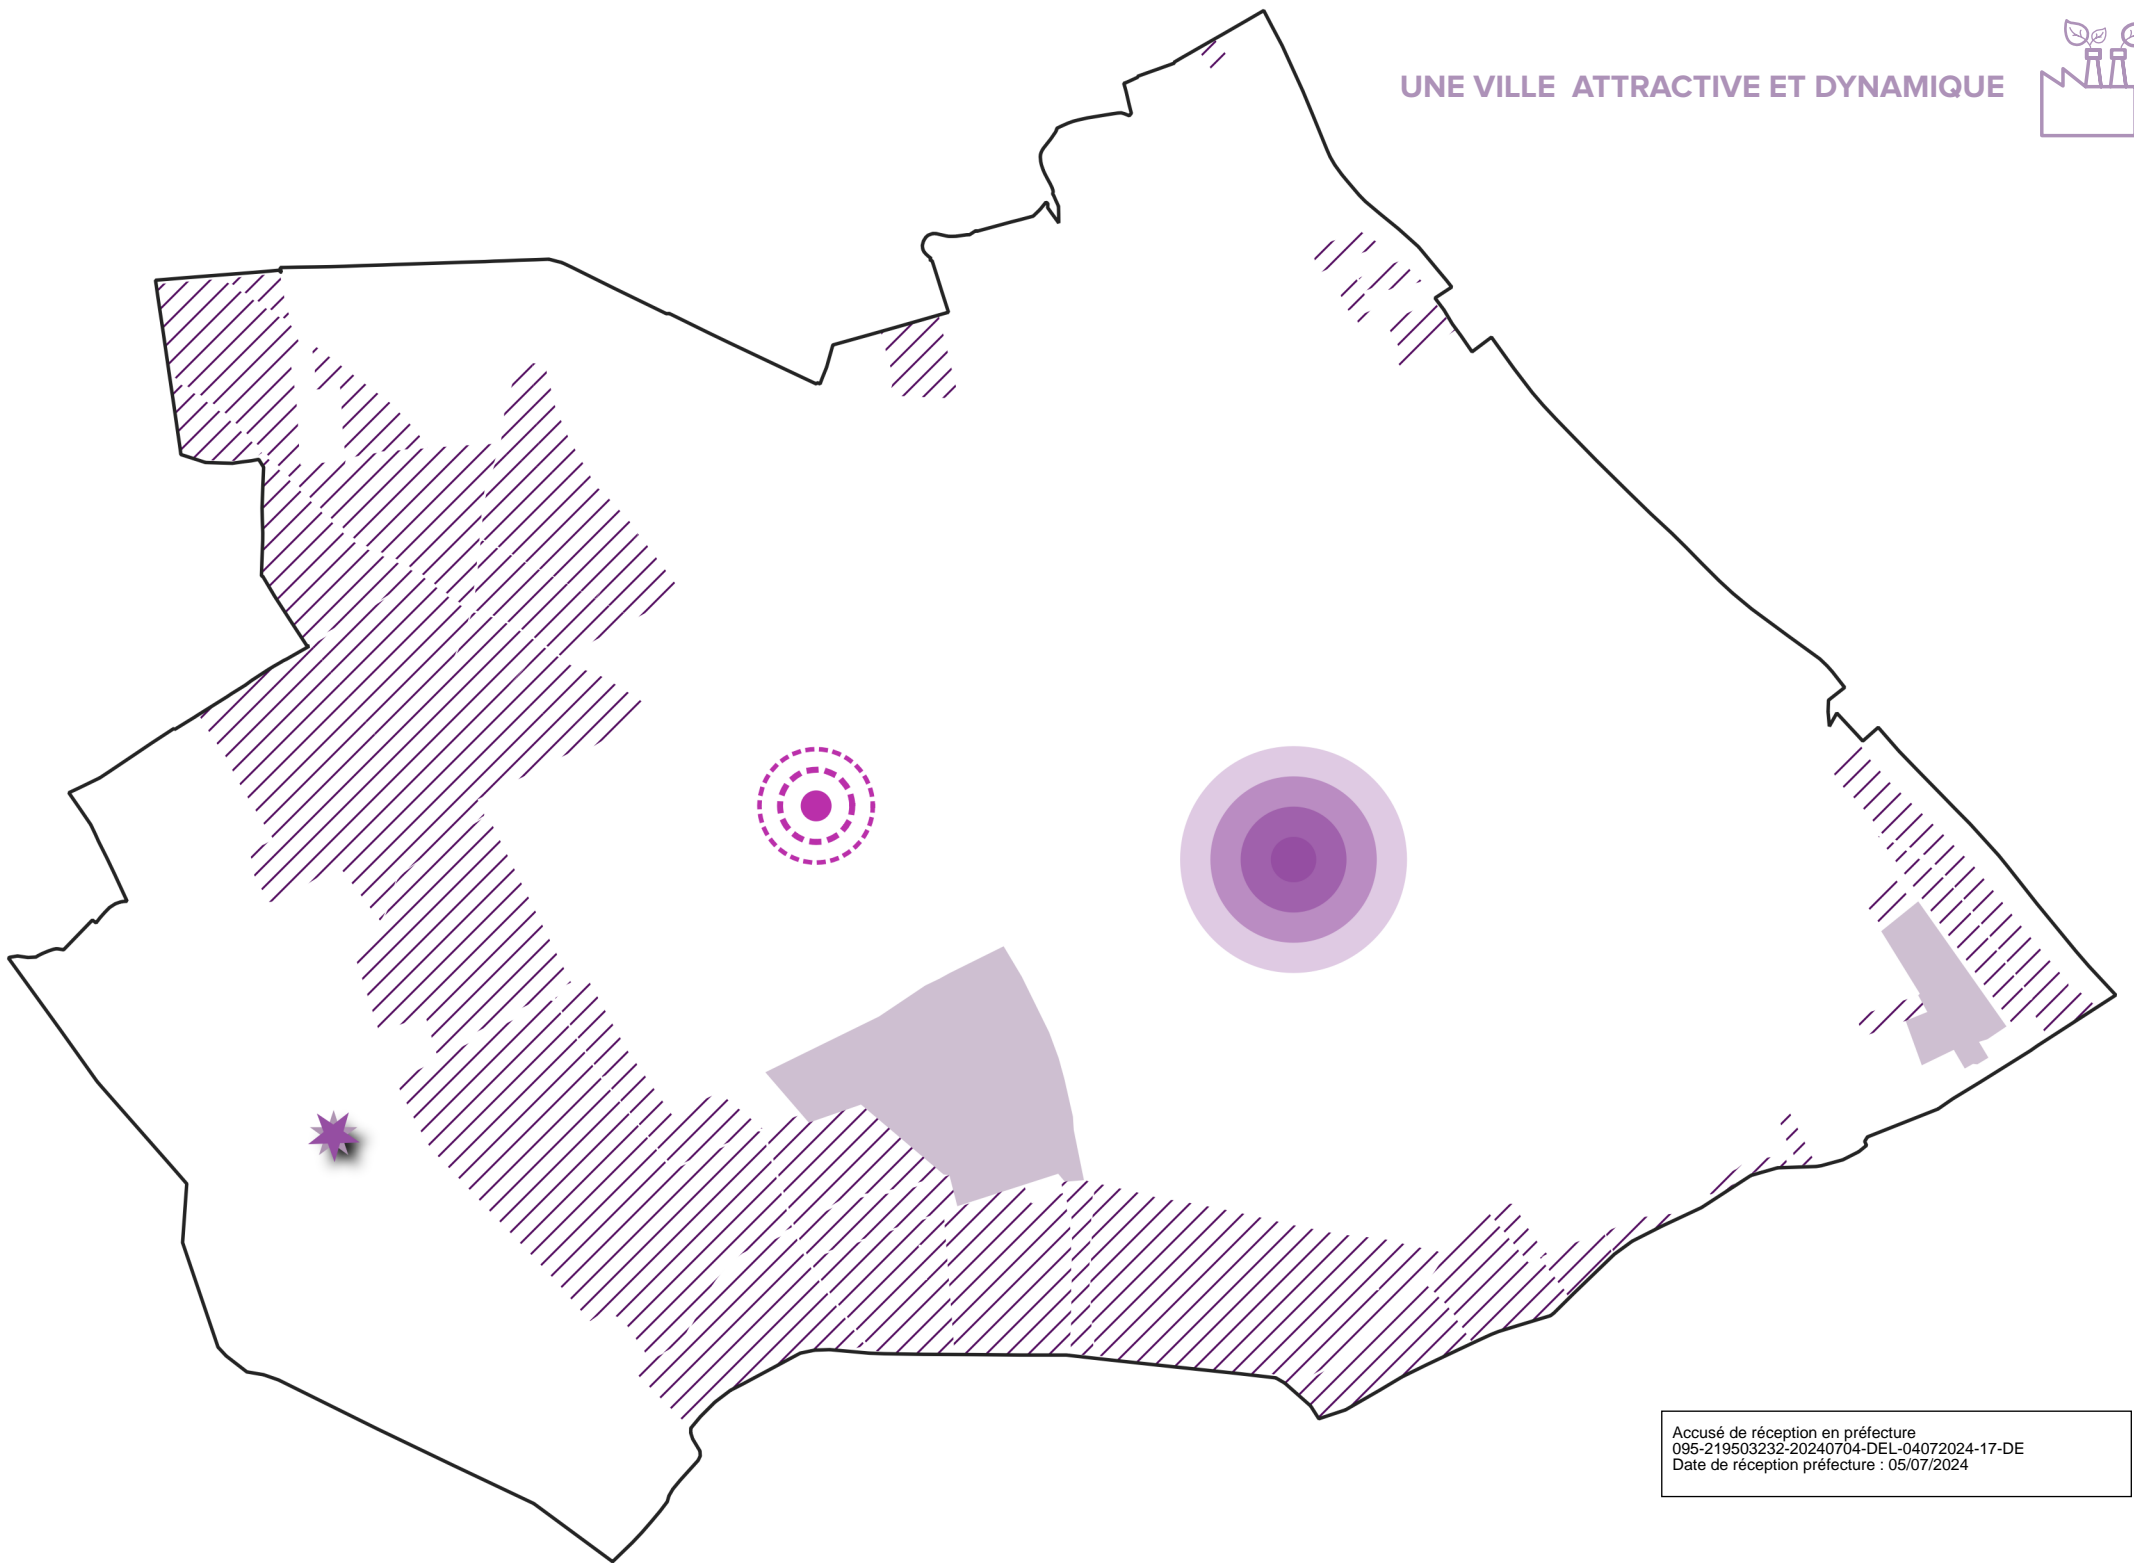 UNE VILLE ATTRACTIVE ET DYNAMIQUE
Accusé de réception en préfecture
095-219503232-20240704-DEL-04072024-17-DE
Date de réception préfecture : 05/07/2024